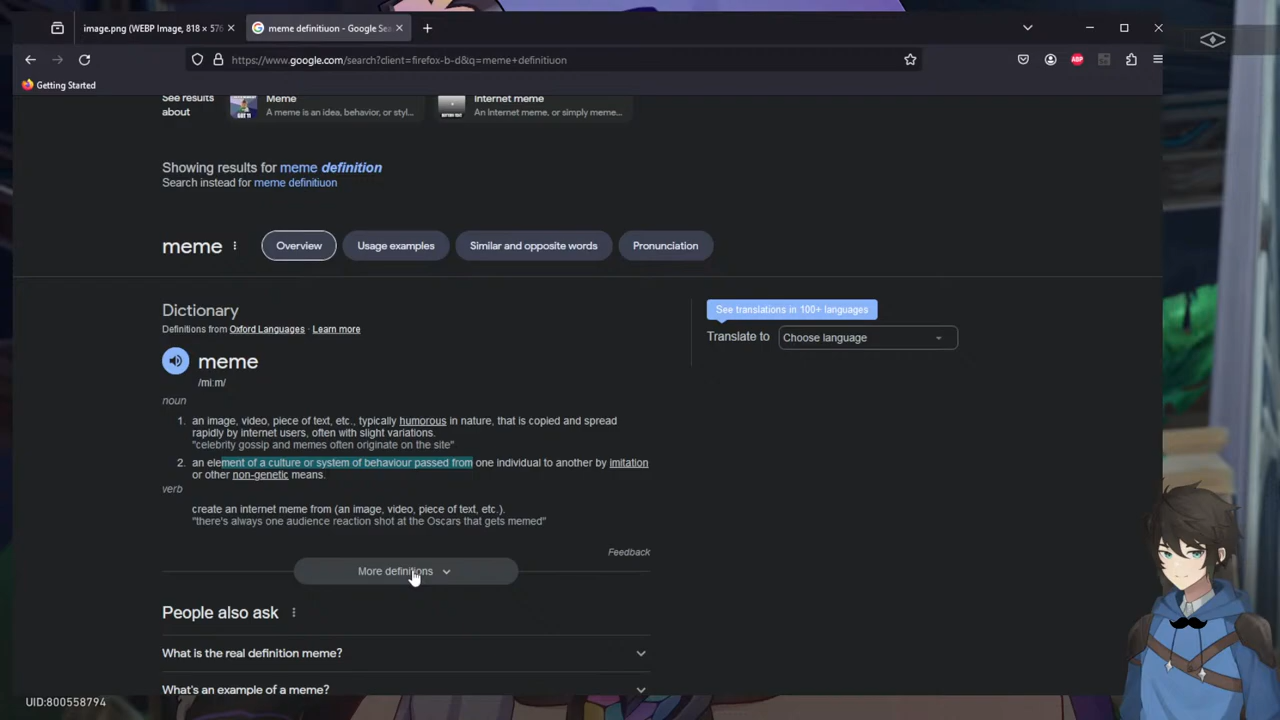 image.png (WEBP Image, 818 × 576
meme definitiuon - Google Sea
https://www.google.com/search?client=firefox-b-d&q=meme+definitiuon
ABP
Getting Started
See results about
Meme
A meme is an idea, behavior, or styl...
Internet meme
An Internet meme, or simply meme...
Showing results for meme definition
Search instead for meme definitiuon
meme
Overview
Usage examples
Similar and opposite words
Pronunciation
Dictionary
Definitions from Oxford Languages · Learn more
meme
/miːm/
noun
1. an image, video, piece of text, etc., typically humorous in nature, that is copied and spread
rapidly by internet users, often with slight variations.
"celebrity gossip and memes often originate on the site"
2. an element of a culture or system of behaviour passed from one individual to another by imitation
or other non-genetic means.
verb
create an internet meme from (an image, video, piece of text, etc.).
"there's always one audience reaction shot at the Oscars that gets memed"
See translations in 100+ languages
Translate to
Choose language
Feedback
More definitions
People also ask
What is the real definition meme?
What's an example of a meme?
UID:800558794